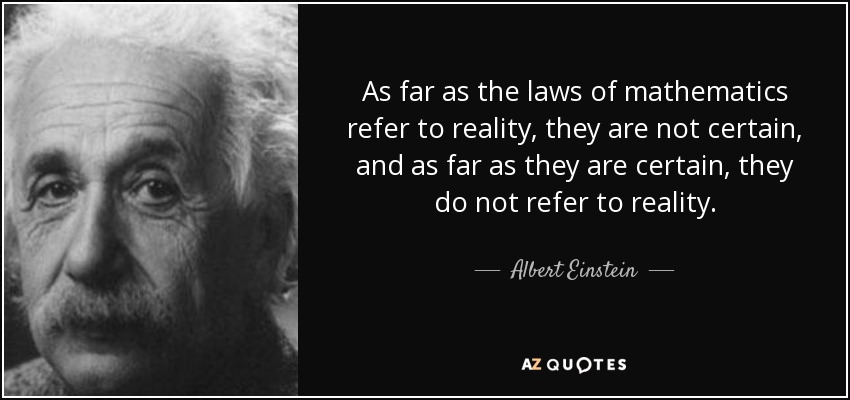 As far as the laws of mathematics
refer to reality, they are not certain,
and as far as they are certain, they
do not refer to reality.
Albert Einstein
AZ QUOTES